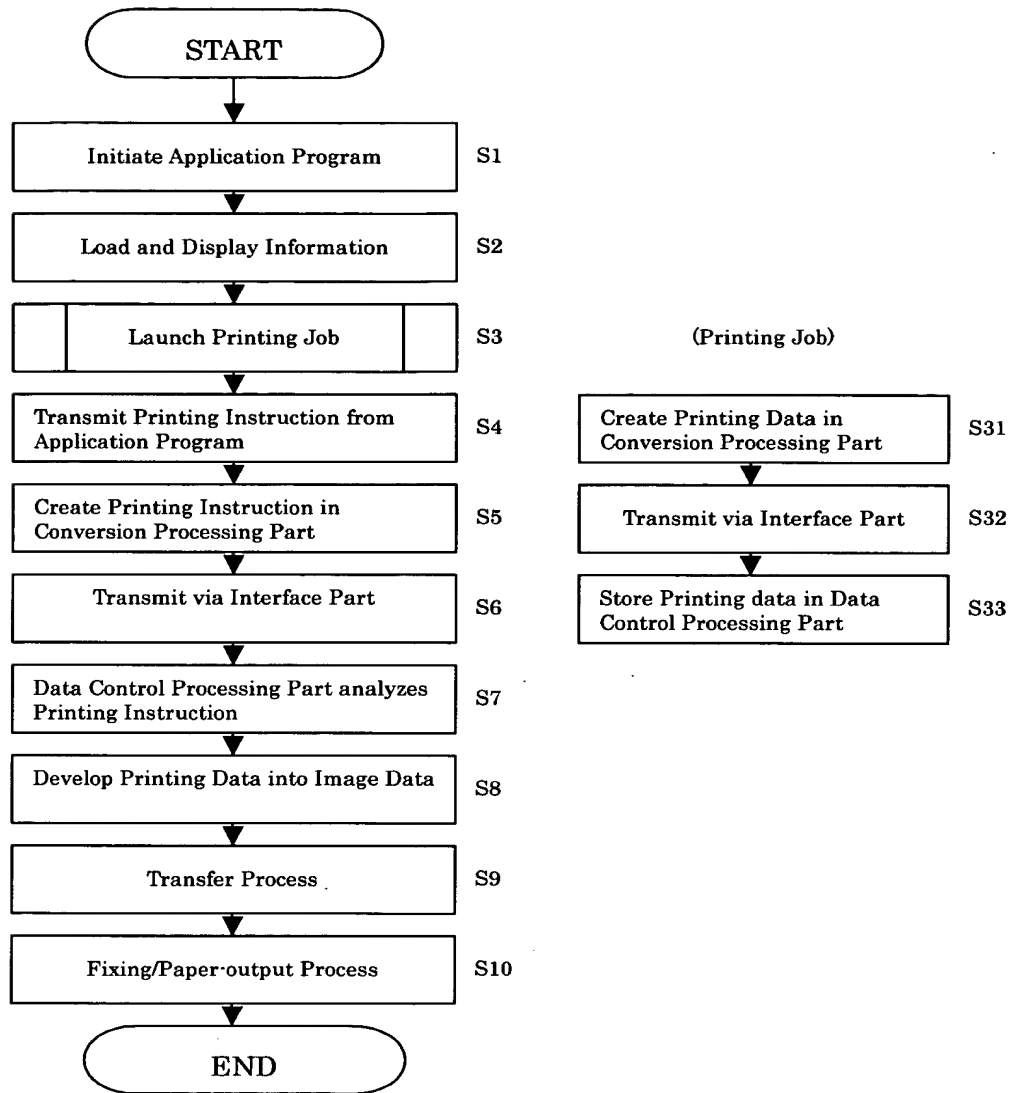 START
Initiate Application Program
S1
Load and Display Information
S2
Launch Printing Job
S3
Transmit Printing Instruction from
Application Program
S4
Create Printing Instruction in
Conversion Processing Part
S5
Transmit via Interface Part
S6
Data Control Processing Part analyzes
Printing Instruction
S7
Develop Printing Data into Image Data
S8
Transfer Process
S9
Fixing/Paper-output Process
S10
END
(Printing Job)
Create Printing Data in
Conversion Processing Part
S31
Transmit via Interface Part
S32
Store Printing data in Data
Control Processing Part
S33